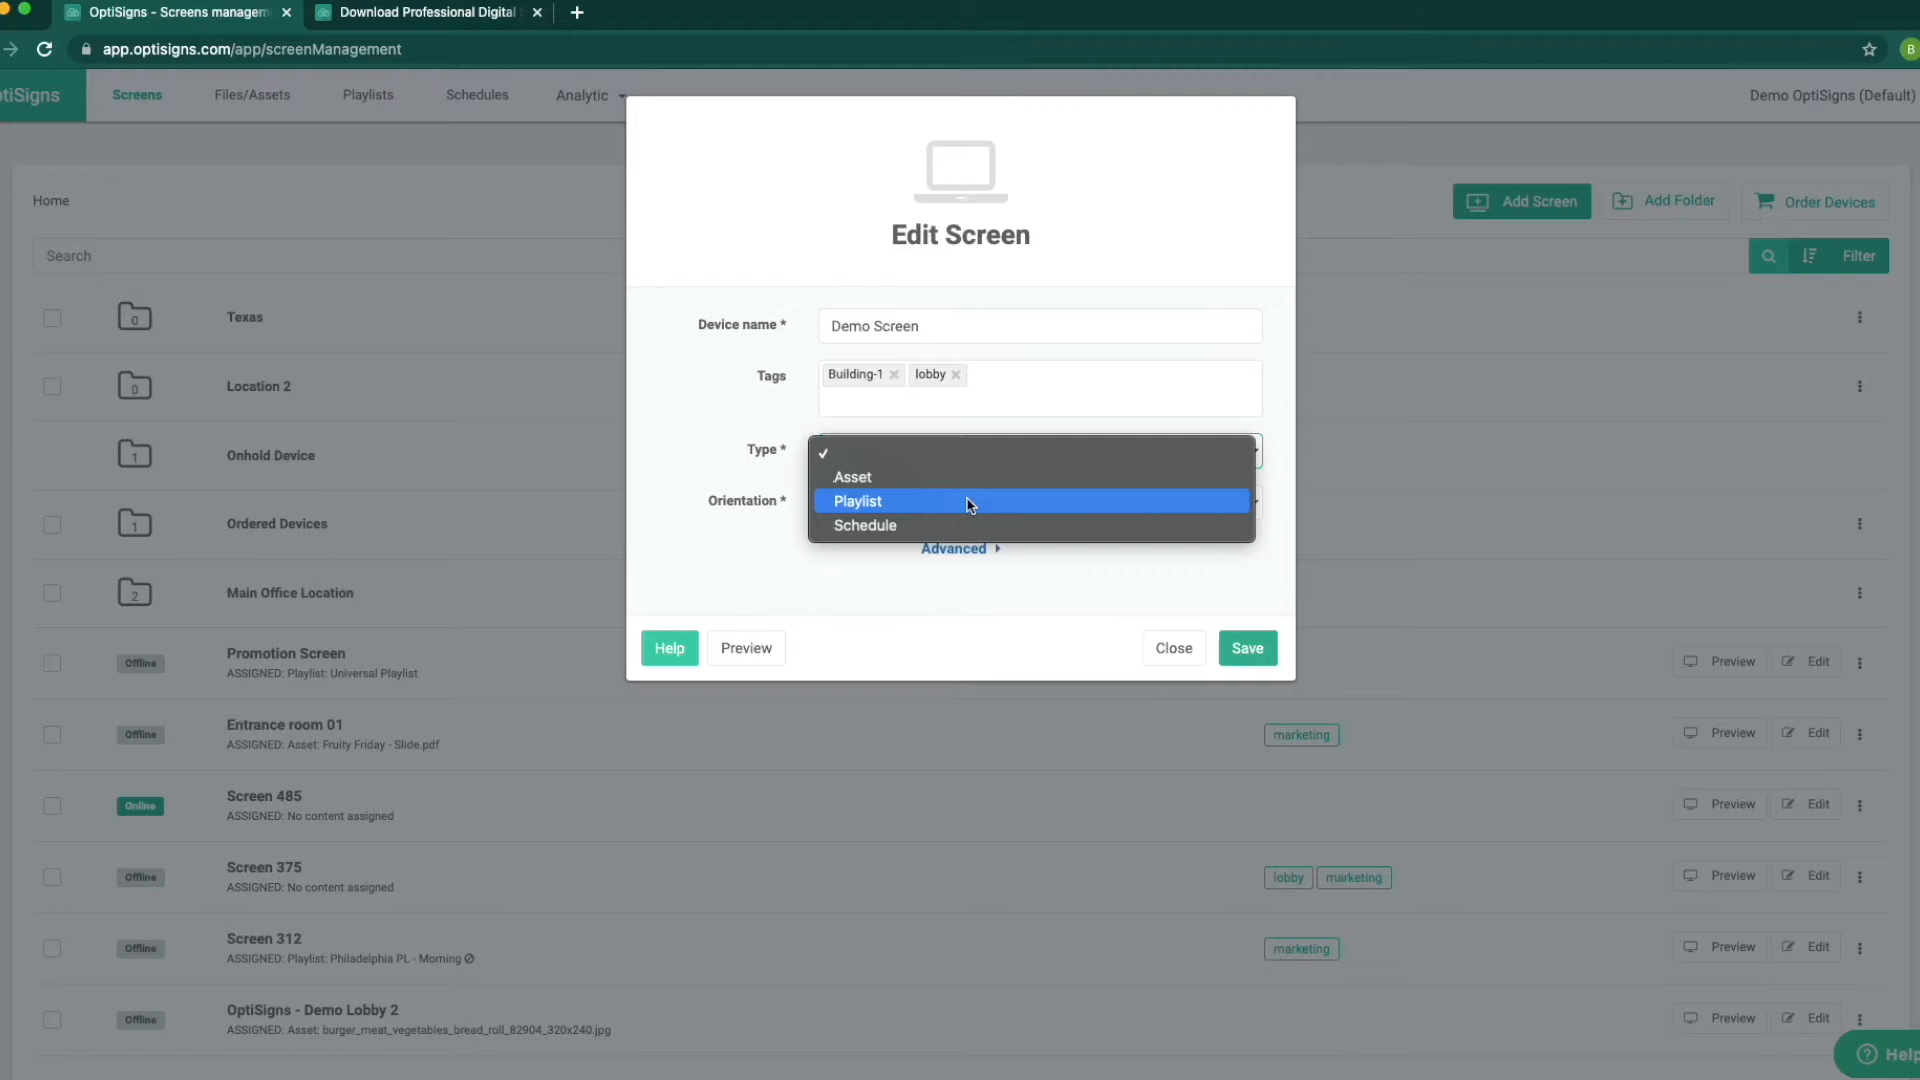 OptiSigns - Screens managem
Download Professional Digital
app.optisigns.com/app/screenManagement
B
tiSigns
Screens
Files/Assets
Playlists
Schedules
Analytic
Demo OptiSigns (Default)
Home
Add Screen
Add Folder
Order Devices
Search
Filter
Edit Screen
Device name *
Demo Screen
Tags
Building-1
lobby
Type *
Asset
Playlist
Schedule
Orientation *
Advanced
Help
Preview
Close
Save
0
Texas
0
Location 2
1
Onhold Device
1
Ordered Devices
2
Main Office Location
Offline
Promotion Screen
ASSIGNED: Playlist: Universal Playlist
Preview
Edit
Offline
Entrance room 01
ASSIGNED: Asset: Fruity Friday - Slide.pdf
marketing
Preview
Edit
Online
Screen 485
ASSIGNED: No content assigned
Preview
Edit
Offline
Screen 375
ASSIGNED: No content assigned
lobby
marketing
Preview
Edit
Offline
Screen 312
ASSIGNED: Playlist: Philadelphia PL - Morning
marketing
Preview
Edit
Offline
OptiSigns - Demo Lobby 2
ASSIGNED: Asset: burger_meat_vegetables_bread_roll_82904_320x240.jpg
Preview
Edit
Help